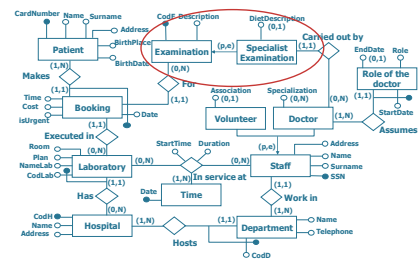 CardNumber Name Surname
Address
BirthPlace
BirthDate
Patient
CodE Description
DietDescription
(0,1)
Examination
(p,e)
Specialist
Examination
(1,1)
Carried out by
EndDate Role
(0,1)
Role of the
doctor
StartDate
(1,N)
Makes
(0,N)
For
(1,1)
Time
Cost
isUrgent
Booking
(1,1)
Date
Association
(0,1)
Volunteer
Specialization
(0,N)
Doctor
(0,N)
(1,N)
(1,1)
Assumes
Executed in
Room
Plan
NameLab
CodLab
(0,N)
Laboratory
(0,N)
StartTime Duration
In service at
(1,N)
Date
Time
(p,e)
(0,N)
Staff
Address
Name
Surname
SSN
(1,1)
Has
(1,1)
Work in
CodH
Name
Address
(0,N)
Hospital
(1,N)
Hosts
(1,1)
(1,N)
Department
Name
Telephone
CodD